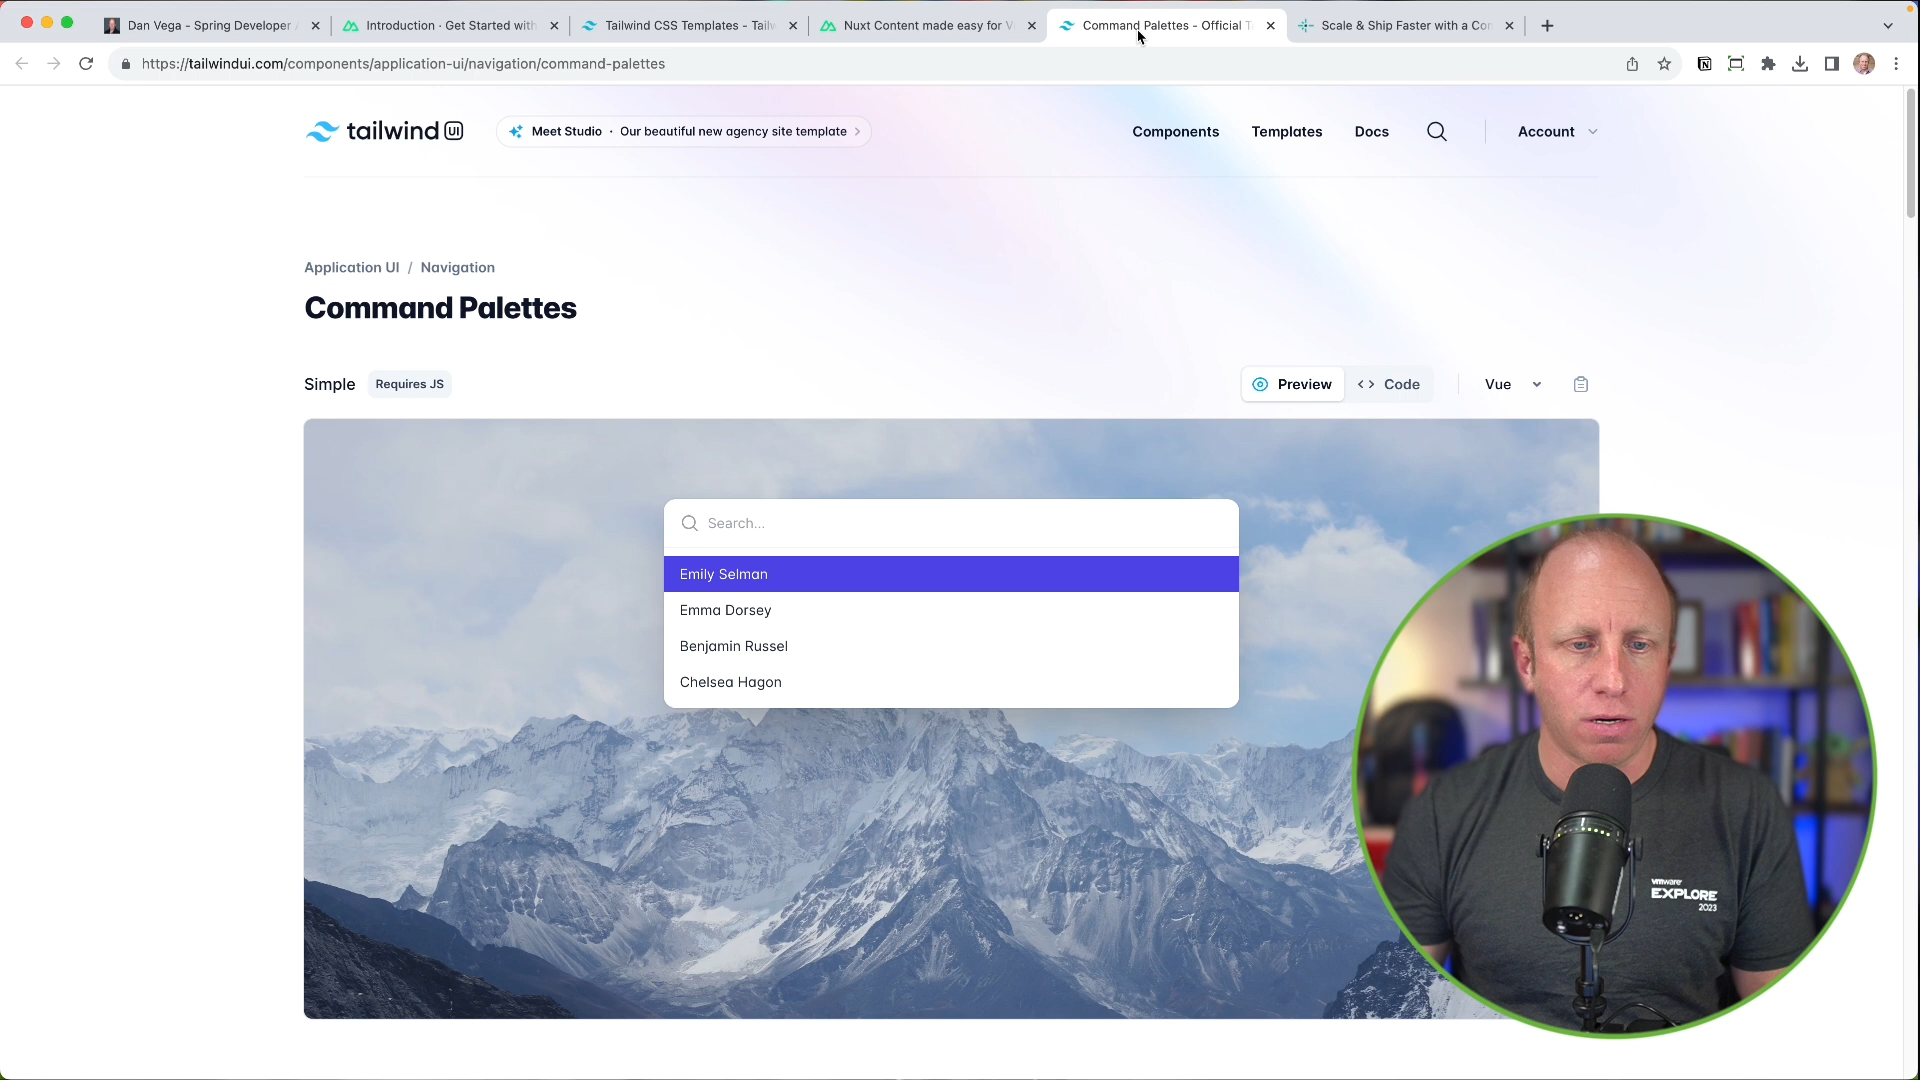 Dan Vega - Spring Developer
Introduction · Get Started with
Tailwind CSS Templates - Tailw
Nuxt Content made easy for V
Command Palettes - Official T
Scale & Ship Faster with a Con
https://tailwindui.com/components/application-ui/navigation/command-palettes
tailwind UI
Meet Studio · Our beautiful new agency site template
Components
Templates
Docs
Account
Application UI / Navigation
Command Palettes
Simple
Requires JS
Preview
Code
Vue
Search...
Emily Selman
Emma Dorsey
Benjamin Russel
Chelsea Hagon
vmware
EXPLORE
2023